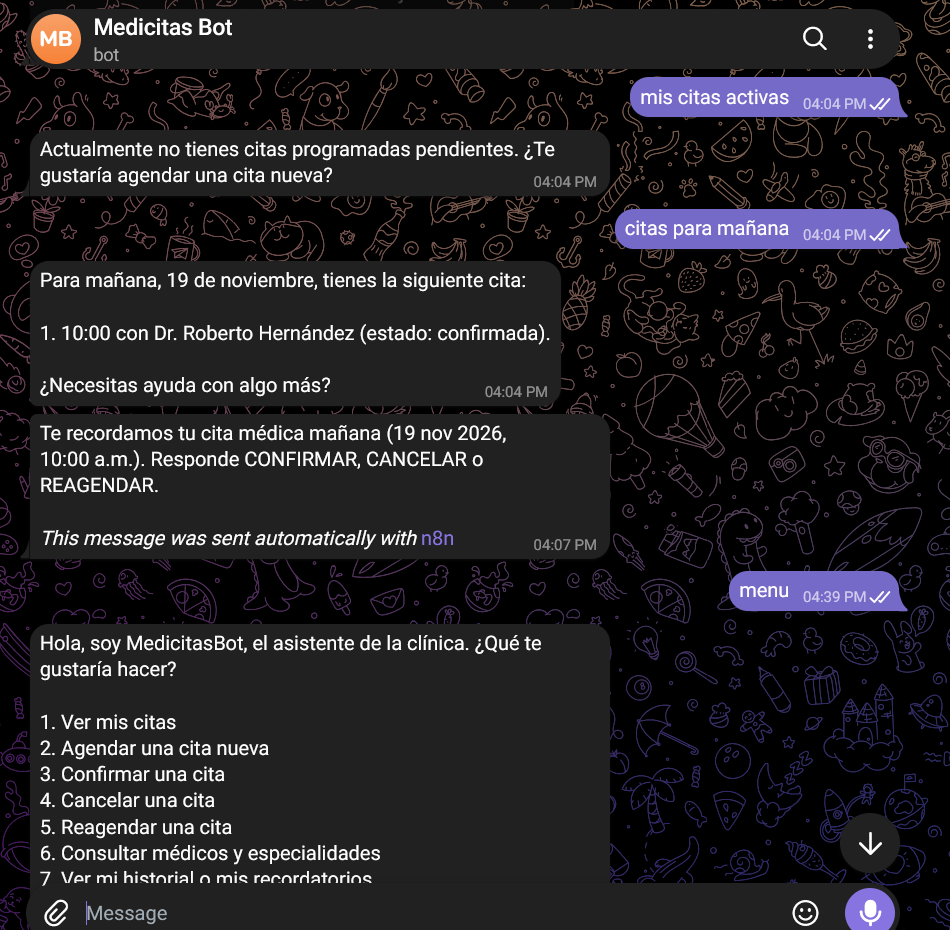 MB
Medicitas Bot
bot
mis citas activas 04:04 PM
Actualmente no tienes citas programadas pendientes. ¿Te
gustaría agendar una cita nueva?
04:04 PM
citas para mañana 04:04 PM
Para mañana, 19 de noviembre, tienes la siguiente cita:
1. 10:00 con Dr. Roberto Hernández (estado: confirmada).
¿Necesitas ayuda con algo más?
04:04 PM
Te recordamos tu cita médica mañana (19 nov 2026,
10:00 a.m.). Responde CONFIRMAR, CANCELAR o
REAGENDAR.
This message was sent automatically with n8n
04:07 PM
menu 04:39 PM
Hola, soy MedicitasBot, el asistente de la clínica. ¿Qué te
gustaría hacer?
1. Ver mis citas
2. Agendar una cita nueva
3. Confirmar una cita
4. Cancelar una cita
5. Reagendar una cita
6. Consultar médicos y especialidades
7. Ver mi historial o mis recordatorios
Message